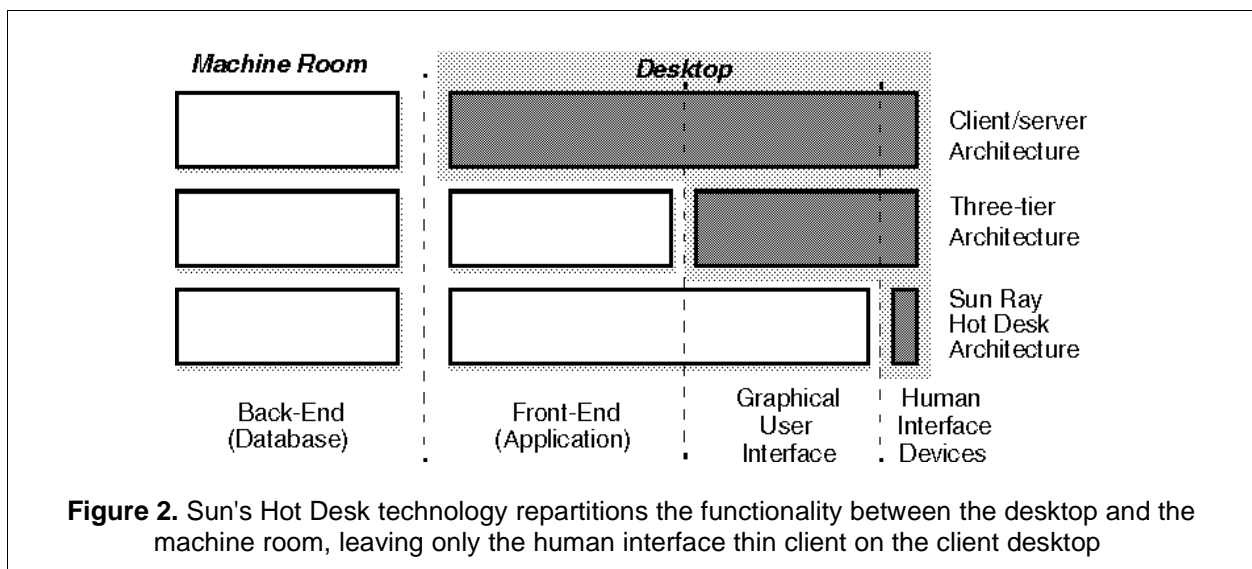 Machine Room
Desktop
Client/server
Architecture
Three-tier
Architecture
Sun Ray
Hot Desk
Architecture
Back-End
(Database)
Front-End
(Application)
Graphical
User
Interface
Human
Interface
Devices
Figure 2. Sun's Hot Desk technology repartitions the functionality between the desktop and the
machine room, leaving only the human interface thin client on the client desktop